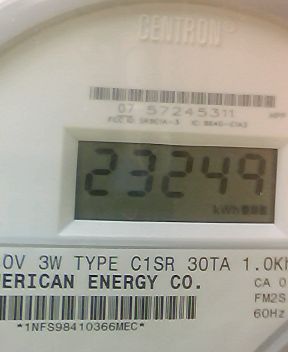 CENTRON®
07 57245311
23249
kWh
0V 3W TYPE C1SR 30TA 1.0Kh
ERICAN ENERGY CO.
CA 0
FM2S
60Hz
*1NFS98410366MEC*